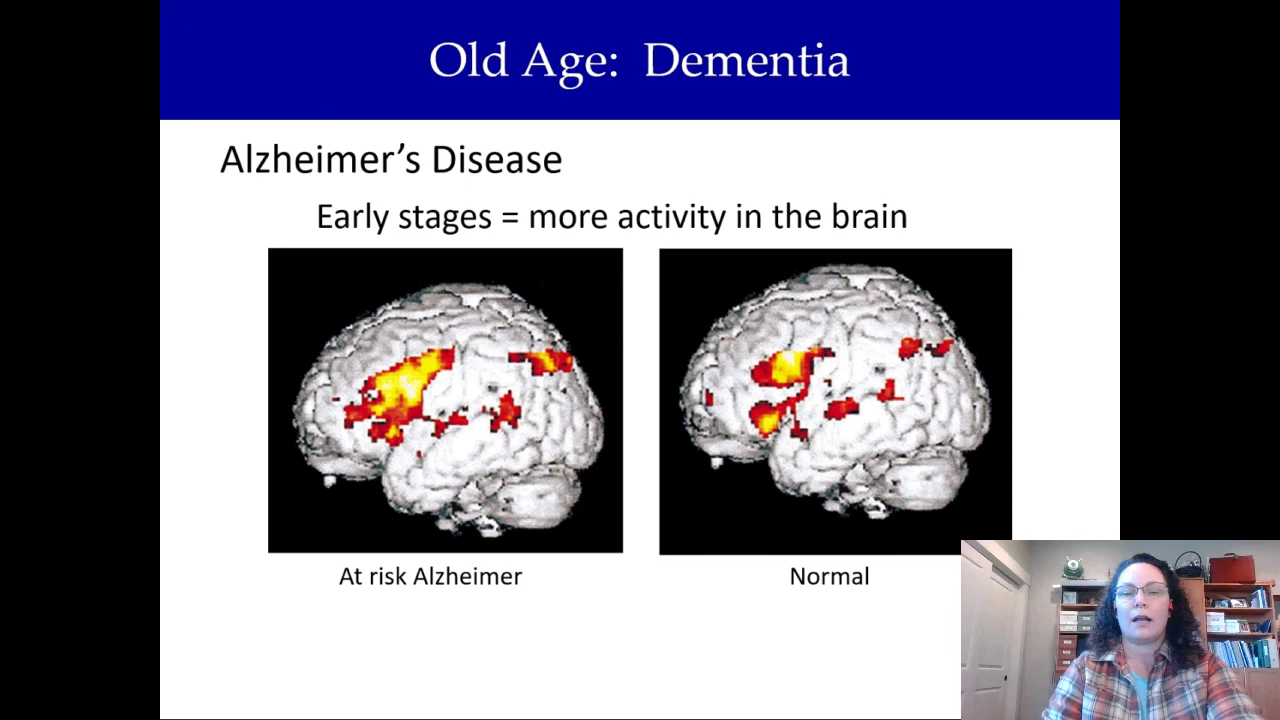 Old Age: Dementia
Alzheimer’s Disease
Early stages = more activity in the brain
At risk Alzheimer
Normal